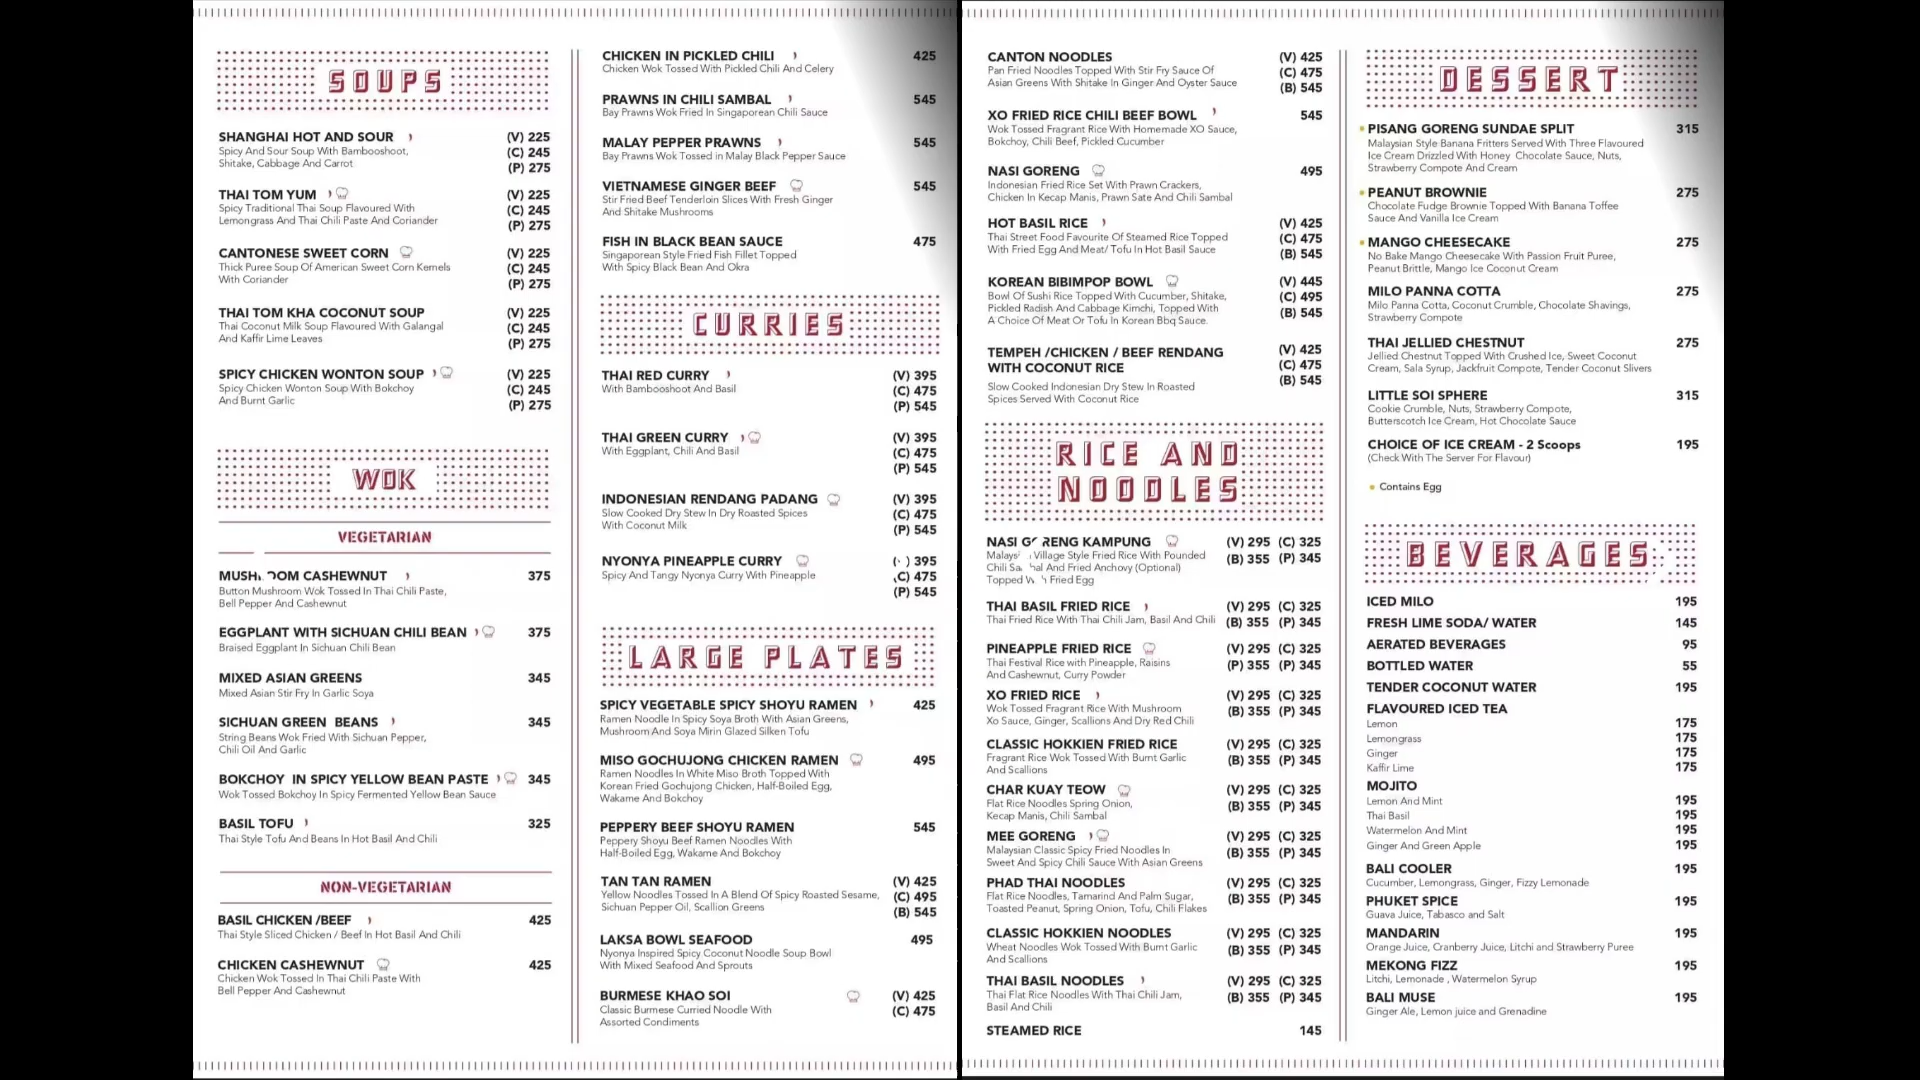 SOUPS
SHANGHAI HOT AND SOUR (V) 225
Spicy And Sour Soup With Bambooshoot, (C) 245
Shitake, Cabbage And Carrot (P) 275
THAI TOM YUM (V) 225
Spicy Traditional Thai Soup Flavoured With (C) 245
Lemongrass And Thai Chili Paste And Coriander (P) 275
CANTONESE SWEET CORN (V) 225
Thick Puree Soup Of American Sweet Corn Kernels (C) 245
With Coriander (P) 275
THAI TOM KHA COCONUT SOUP (V) 225
Thai Coconut Milk Soup Flavoured With Galangal (C) 245
And Kaffir Lime Leaves (P) 275
SPICY CHICKEN WONTON SOUP (V) 225
Spicy Chicken Wonton Soup With Bokchoy (C) 245
And Burnt Garlic (P) 275
WOK
VEGETARIAN
CASHEWNUT 375
Button Mushroom Wok Tossed In Thai Chili Paste,
Bell Pepper And Cashewnut
EGGPLANT WITH SICHUAN CHILI BEAN 375
Braised Eggplant In Sichuan Chili Bean
MIXED ASIAN GREENS 345
Mixed Asian Stir Fry In Garlic Soya
SICHUAN GREEN BEANS 345
String Beans Wok Fried With Sichuan Pepper,
Chili Oil And Garlic
BOKCHOY IN SPICY YELLOW BEAN PASTE 345
Wok Tossed Bokchoy In Spicy Fermented Yellow Bean Sauce
BASIL TOFU 325
Thai Style Tofu And Beans In Hot Basil And Chili
NON-VEGETARIAN
BASIL CHICKEN /BEEF 425
Thai Style Sliced Chicken / Beef In Hot Basil And Chili
CHICKEN CASHEWNUT 425
Chicken Wok Tossed In Thai Chili Paste With
Bell Pepper And Cashewnut
CHICKEN IN PICKLED CHILI 425
Chicken Wok Tossed With Pickled Chili And Celery
PRAWNS IN CHILI SAMBAL 545
Bay Prawns Wok Fried In Singaporean Chili Sauce
MALAY PEPPER PRAWNS 545
Bay Prawns Wok Tossed in Malay Black Pepper Sauce
VIETNAMESE GINGER BEEF 545
Stir Fried Beef Tenderloin Slices With Fresh Ginger
And Shitake Mushrooms
FISH IN BLACK BEAN SAUCE 475
Singaporean Style Fried Fish Fillet Topped
With Spicy Black Bean And Okra
CURRIES
THAI RED CURRY (V) 395
With Bambooshoot And Basil (C) 475
(P) 545
THAI GREEN CURRY (V) 395
With Eggplant, Chili And Basil (C) 475
(P) 545
INDONESIAN RENDANG PADANG (V) 395
Slow Cooked Dry Stew In Dry Roasted Spices (C) 475
With Coconut Milk (P) 545
NYONYA PINEAPPLE CURRY 395
Spicy And Tangy Nyonya Curry With Pineapple (C) 475
(P) 545
LARGE PLATES
SPICY VEGETABLE SPICY SHOYU RAMEN 425
Ramen Noodle In Spicy Soya Broth With Asian Greens,
Mushroom And Soya Mirin Glazed Silken Tofu
MISO GOCHUJONG CHICKEN RAMEN 495
Ramen Noodles In White Miso Broth Topped With
Korean Fried Gochujong Chicken, Half-Boiled Egg,
Wakame And Bokchoy
PEPPERY BEEF SHOYU RAMEN 545
Peppery Shoyu Beef Ramen Noodles With
Half-Boiled Egg, Wakame And Bokchoy
TAN TAN RAMEN (V) 425
Yellow Noodles Tossed In A Blend Of Spicy Roasted Sesame, (C) 495
Sichuan Pepper Oil, Scallion Greens (B) 545
LAKSA BOWL SEAFOOD 495
Nyonya Inspired Spicy Coconut Noodle Soup Bowl
With Mixed Seafood And Sprouts
BURMESE KHAO SOI (V) 425
Classic Burmese Curried Noodle With (C) 475
Assorted Condiments
CANTON NOODLES (V) 425
Pan Fried Noodles Topped With Stir Fry Sauce Of (C) 475
Asian Greens With Shitake In Ginger And Oyster Sauce (B) 545
XO FRIED RICE CHILI BEEF BOWL 545
Wok Tossed Fragrant Rice With Homemade XO Sauce,
Bokchoy, Chili Beef, Pickled Cucumber
NASI GORENG 495
Indonesian Fried Rice Set With Prawn Crackers,
Chicken In Kecap Manis, Prawn Sate And Chili Sambal
HOT BASIL RICE (V) 425
Thai Street Food Favourite Of Steamed Rice Topped (C) 475
With Fried Egg And Meat/ Tofu In Hot Basil Sauce (B) 545
KOREAN BIBIMPOP BOWL (V) 445
Bowl Of Sushi Rice Topped With Cucumber, Shitake, (C) 495
Pickled Radish And Cabbage Kimchi, Topped With (B) 545
A Choice Of Meat Or Tofu In Korean Bbq Sauce.
TEMPEH /CHICKEN / BEEF RENDANG (V) 425
WITH COCONUT RICE (C) 475
(B) 545
Slow Cooked Indonesian Dry Stew In Roasted
Spices Served With Coconut Rice
RICE AND
NOODLES
NASI GORENG KAMPUNG (V) 295 (C) 325
Village Style Fried Rice With Pounded (B) 355 (P) 345
Chili And Fried Anchovy (Optional)
Topped Fried Egg
THAI BASIL FRIED RICE (V) 295 (C) 325
Thai Fried Rice With Thai Chili Jam, Basil And Chili (B) 355 (P) 345
PINEAPPLE FRIED RICE (V) 295 (C) 325
Thai Festival Rice with Pineapple, Raisins (P) 355 (P) 345
And Cashewnut, Curry Powder
XO FRIED RICE (V) 295 (C) 325
Wok Tossed Fragrant Rice With Mushroom (B) 355 (P) 345
Xo Sauce, Ginger, Scallions And Dry Red Chili
CLASSIC HOKKIEN FRIED RICE (V) 295 (C) 325
Fragrant Rice Wok Tossed With Burnt Garlic (B) 355 (P) 345
And Scallions
CHAR KUAY TEOW (V) 295 (C) 325
Flat Rice Noodles Spring Onion, (B) 355 (P) 345
Kecap Manis, Chili Sambal
MEE GORENG (V) 295 (C) 325
Malaysian Classic Spicy Fried Noodles In (B) 355 (P) 345
Sweet And Spicy Chili Sauce With Asian Greens
PHAD THAI NOODLES (V) 295 (C) 325
Flat Rice Noodles, Tamarind And Palm Sugar, (B) 355 (P) 345
Toasted Peanut, Spring Onion, Tofu, Chili Flakes
CLASSIC HOKKIEN NOODLES (V) 295 (C) 325
Wheat Noodles Wok Tossed With Burnt Garlic (B) 355 (P) 345
And Scallions
THAI BASIL NOODLES (V) 295 (C) 325
Thai Flat Rice Noodles With Thai Chili Jam, (B) 355 (P) 345
Basil And Chili
STEAMED RICE 145
DESSERT
PISANG GORENG SUNDAE SPLIT 315
Malaysian Style Banana Fritters Served With Three Flavoured
Ice Cream Drizzled With Honey Chocolate Sauce, Nuts,
Strawberry Compote And Cream
PEANUT BROWNIE 275
Chocolate Fudge Brownie Topped With Banana Toffee
Sauce And Vanilla Ice Cream
MANGO CHEESECAKE 275
No Bake Mango Cheesecake With Passion Fruit Puree,
Peanut Brittle, Mango Ice Coconut Cream
MILO PANNA COTTA 275
Milo Panna Cotta, Coconut Crumble, Chocolate Shavings,
Strawberry Compote
THAI JELLIED CHESTNUT 275
Jellied Chestnut Topped With Crushed Ice, Sweet Coconut
Cream, Sala Syrup, Jackfruit Compote, Tender Coconut Slivers
LITTLE SOI SPHERE 315
Cookie Crumble, Nuts, Strawberry Compote,
Butterscotch Ice Cream, Hot Chocolate Sauce
CHOICE OF ICE CREAM - 2 Scoops 195
(Check With The Server For Flavour)
Contains Egg
BEVERAGES
ICED MILO 195
FRESH LIME SODA/ WATER 145
AERATED BEVERAGES 95
BOTTLED WATER 55
TENDER COCONUT WATER 195
FLAVOURED ICED TEA
Lemon 175
Lemongrass 175
Ginger 175
Kaffir Lime 175
MOJITO
Lemon And Mint 195
Thai Basil 195
Watermelon And Mint 195
Ginger And Green Apple 195
BALI COOLER 195
Cucumber, Lemongrass, Ginger, Fizzy Lemonade
PHUKET SPICE 195
Guava Juice, Tabasco and Salt
MANDARIN 195
Orange Juice, Cranberry Juice, Litchi and Strawberry Puree
MEKONG FIZZ 195
Litchi, Lemonade , Watermelon Syrup
BALI MUSE 195
Ginger Ale, Lemon juice and Grenadine